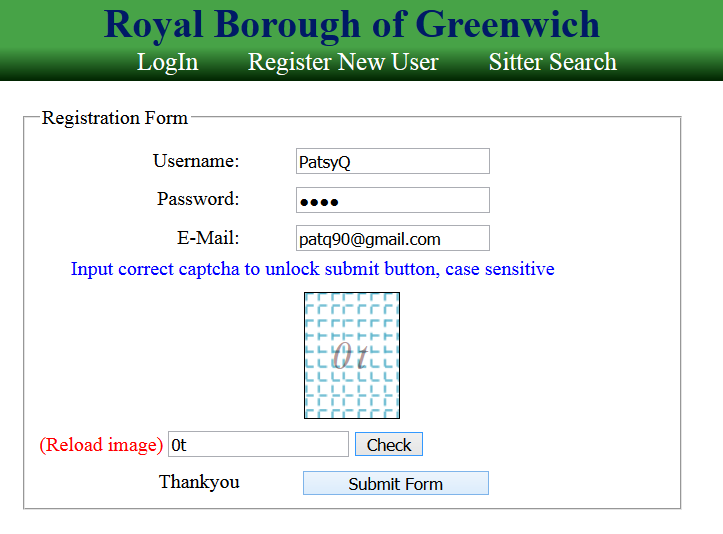 Royal Borough of Greenwich
LogIn Register New User Sitter Search
Registration Form
Username: PatsyQ
Password: ••••
E-Mail: patq90@gmail.com
Input correct captcha to unlock submit button, case sensitive
0t
(Reload image) 0t Check
Thankyou Submit Form